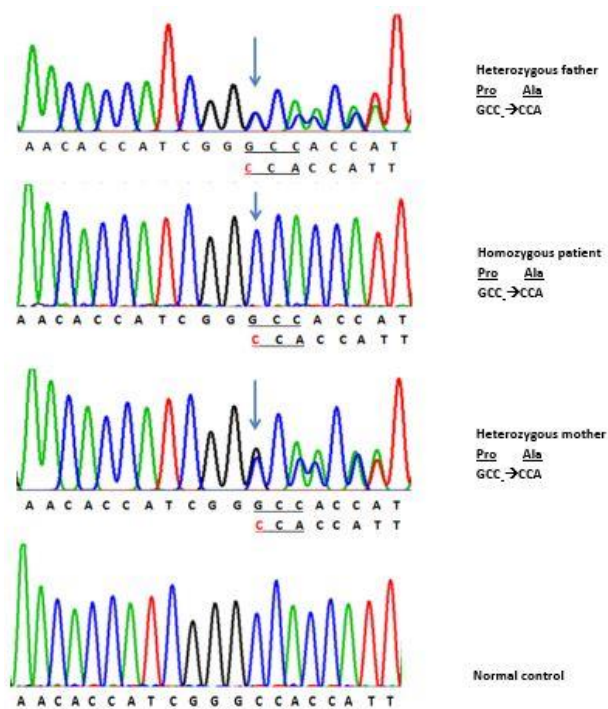 Heterozygous father
Pro Ala
GCC→CCA
A A C A C C A T C G G G C C A C C A T
C C A C C A T T
Homozygous patient
Pro Ala
GCC→CCA
A A C A C C A T C G G G C C A C C A T
C C A C C A T T
Heterozygous mother
Pro Ala
GCC→CCA
A A C A C C A T C G G G C C A C C A T
C C A C C A T T
Normal control
A A C A C C A T C G G G C C A C C A T T